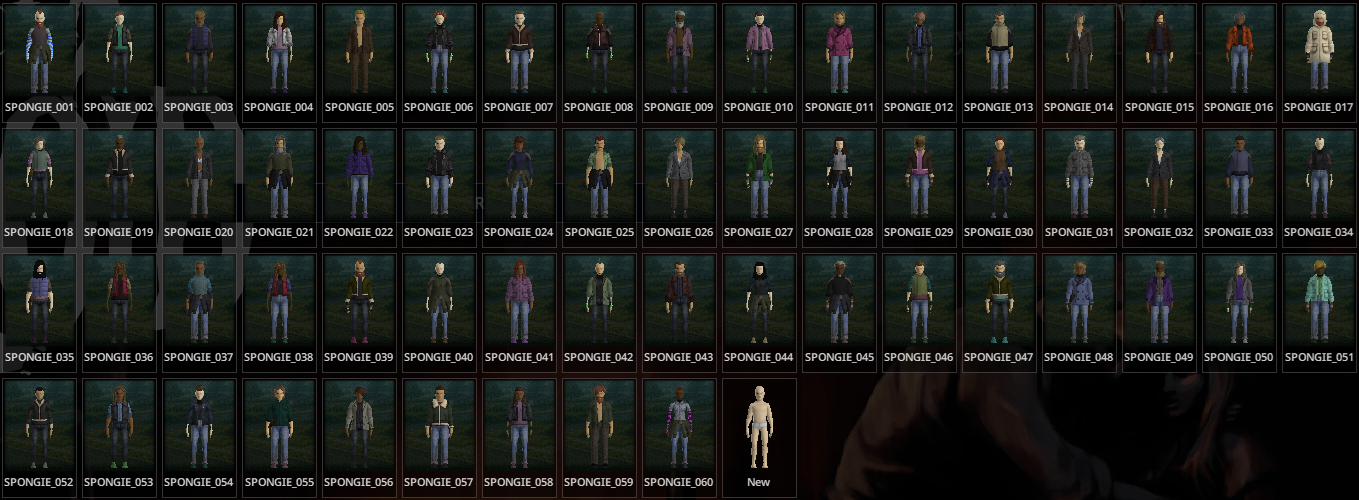 SPONGIE_001 SPONGIE_002 SPONGIE_003 SPONGIE_004 SPONGIE_005 SPONGIE_006 SPONGIE_007 SPONGIE_008 SPONGIE_009 SPONGIE_010 SPONGIE_011 SPONGIE_012 SPONGIE_013 SPONGIE_014 SPONGIE_015 SPONGIE_016 SPONGIE_017
SPONGIE_018 SPONGIE_019 SPONGIE_020 SPONGIE_021 SPONGIE_022 SPONGIE_023 SPONGIE_024 SPONGIE_025 SPONGIE_026 SPONGIE_027 SPONGIE_028 SPONGIE_029 SPONGIE_030 SPONGIE_031 SPONGIE_032 SPONGIE_033 SPONGIE_034
SPONGIE_035 SPONGIE_036 SPONGIE_037 SPONGIE_038 SPONGIE_039 SPONGIE_040 SPONGIE_041 SPONGIE_042 SPONGIE_043 SPONGIE_044 SPONGIE_045 SPONGIE_046 SPONGIE_047 SPONGIE_048 SPONGIE_049 SPONGIE_050 SPONGIE_051
SPONGIE_052 SPONGIE_053 SPONGIE_054 SPONGIE_055 SPONGIE_056 SPONGIE_057 SPONGIE_058 SPONGIE_059 SPONGIE_060 New